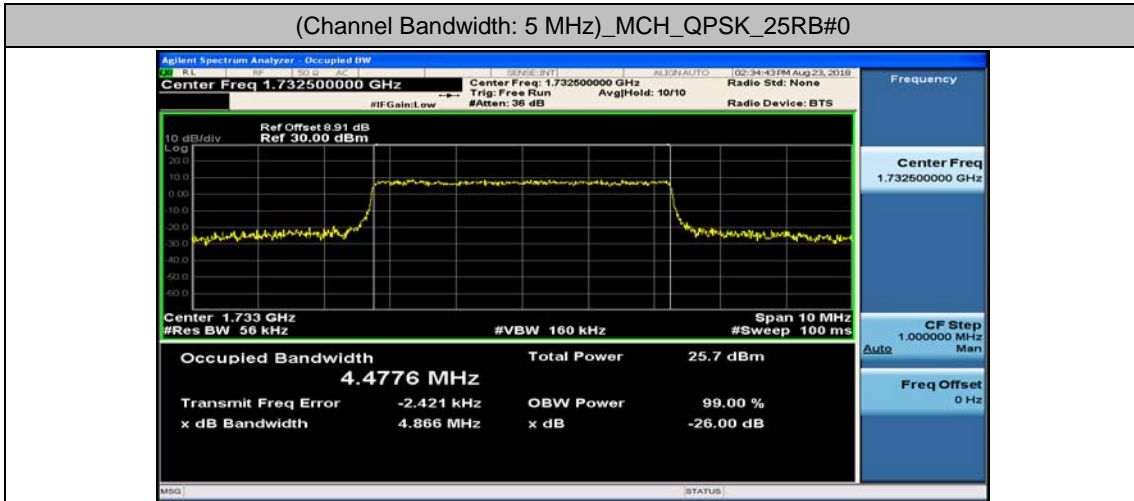 (Channel Bandwidth: 5 MHz)_MCH_QPSK_25RB#0
Agilent Spectrum Analyzer - Occupied BW
RL RF 50 Ω AC SENSE:INT ALIGN AUTO 02:34:43 PM Aug 23, 2018
Center Freq 1.732500000 GHz Center Freq: 1.732500000 GHz Radio Std: None
Trig: Free Run Avg|Hold: 10/10
#IFGain:Low #Atten: 36 dB Radio Device: BTS
Ref Offset 8.91 dB
10 dB/div Ref 30.00 dBm
Log
20.0
10.0
0.00
-10.0
-20.0
-30.0
-40.0
-50.0
-60.0
Center 1.733 GHz Span 10 MHz
#Res BW 56 kHz #VBW 160 kHz #Sweep 100 ms
Occupied Bandwidth Total Power 25.7 dBm
4.4776 MHz
Transmit Freq Error -2.421 kHz OBW Power 99.00 %
x dB Bandwidth 4.866 MHz x dB -26.00 dB
MSG STATUS
Frequency
Center Freq
1.732500000 GHz
CF Step
1.000000 MHz
Auto Man
Freq Offset
0 Hz